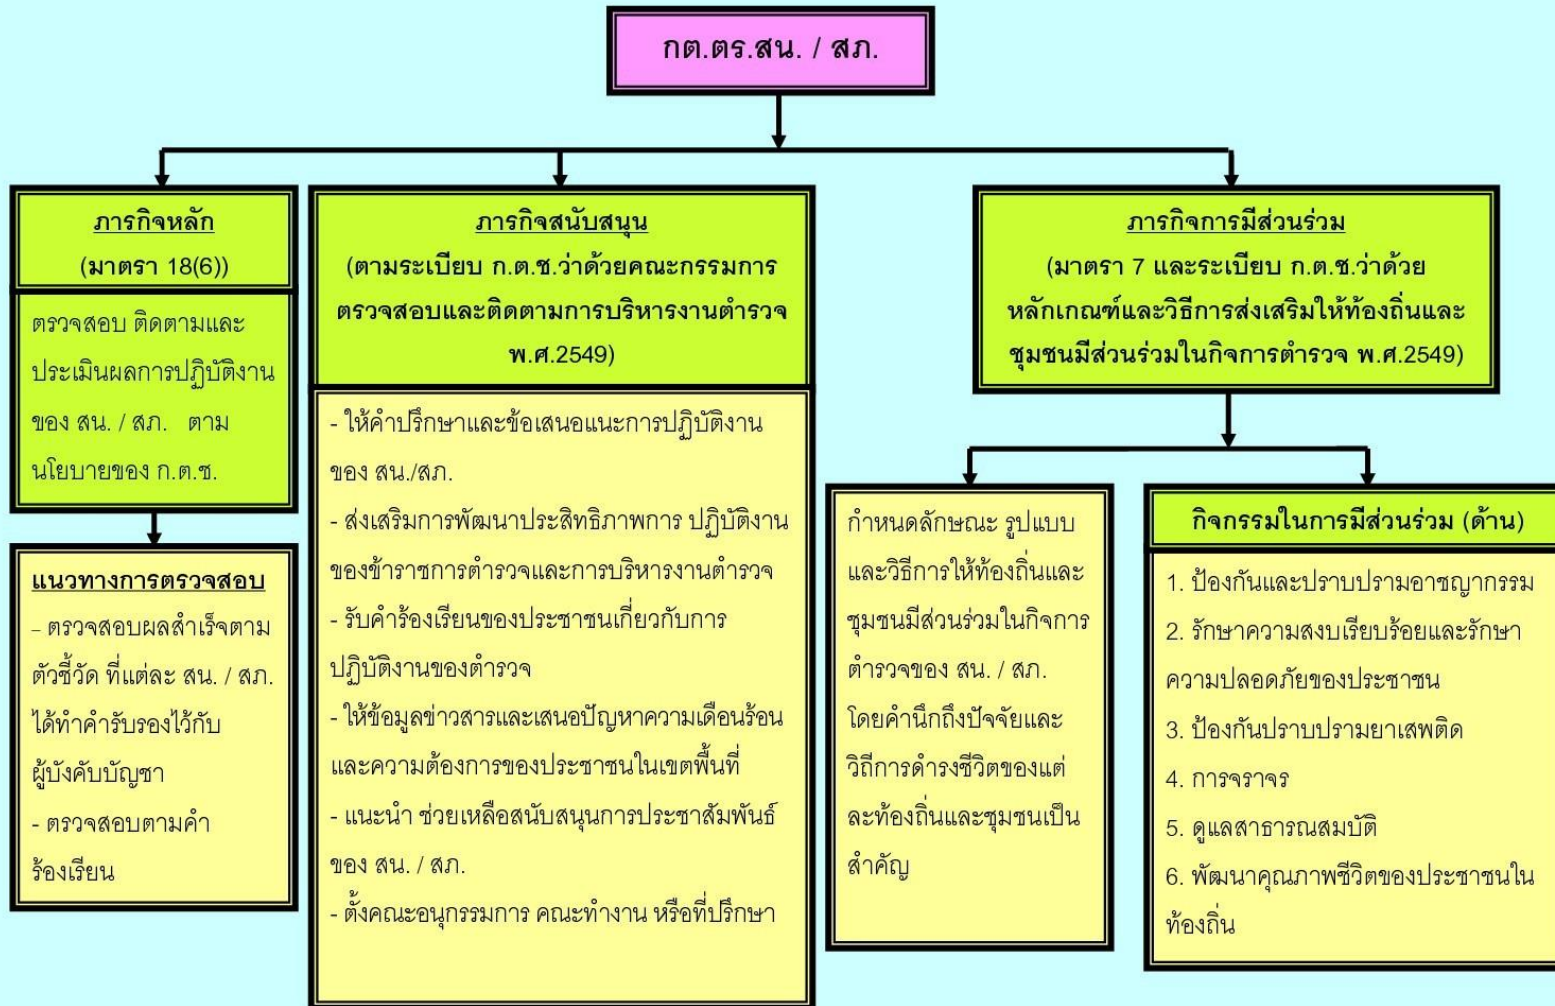 กต.ตร.สน. / สภ.
ภารกิจหลัก
(มาตรา 18(6))
ตรวจสอบ ติดตามและ
ประเมินผลการปฏิบัติงาน
ของ สน. / สภ. ตาม
นโยบายของ ก.ต.ช.
แนวทางการตรวจสอบ
– ตรวจสอบผลสำเร็จตาม
ตัวชี้วัด ที่แต่ละ สน. / สภ.
ได้ทำคำรับรองไว้กับ
ผู้บังคับบัญชา
- ตรวจสอบตามคำ
ร้องเรียน
ภารกิจสนับสนุน
(ตามระเบียบ ก.ต.ช.ว่าด้วยคณะกรรมการ
ตรวจสอบและติดตามการบริหารงานตำรวจ
พ.ศ.2549)
- ให้คำปรึกษาและข้อเสนอแนะการปฏิบัติงาน
ของ สน./สภ.
- ส่งเสริมการพัฒนาประสิทธิภาพการ ปฏิบัติงาน
ของข้าราชการตำรวจและการบริหารงานตำรวจ
- รับคำร้องเรียนของประชาชนเกี่ยวกับการ
ปฏิบัติงานของตำรวจ
- ให้ข้อมูลข่าวสารและเสนอปัญหาความเดือนร้อน
และความต้องการของประชาชนในเขตพื้นที่
- แนะนำ ช่วยเหลือสนับสนุนการประชาสัมพันธ์
ของ สน. / สภ.
- ตั้งคณะอนุกรรมการ คณะทำงาน หรือที่ปรึกษา
ภารกิจการมีส่วนร่วม
(มาตรา 7 และระเบียบ ก.ต.ช.ว่าด้วย
หลักเกณฑ์และวิธีการส่งเสริมให้ท้องถิ่นและ
ชุมชนมีส่วนร่วมในกิจการตำรวจ พ.ศ.2549)
กำหนดลักษณะ รูปแบบ
และวิธีการให้ท้องถิ่นและ
ชุมชนมีส่วนร่วมในกิจการ
ตำรวจของ สน. / สภ.
โดยคำนึกถึงปัจจัยและ
วิถีการดำรงชีวิตของแต่
ละท้องถิ่นและชุมชนเป็น
สำคัญ
กิจกรรมในการมีส่วนร่วม (ด้าน)
1. ป้องกันและปราบปรามอาชญากรรม
2. รักษาความสงบเรียบร้อยและรักษา
ความปลอดภัยของประชาชน
3. ป้องกันปราบปรามยาเสพติด
4. การจราจร
5. ดูแลสาธารณสมบัติ
6. พัฒนาคุณภาพชีวิตของประชาชนใน
ท้องถิ่น